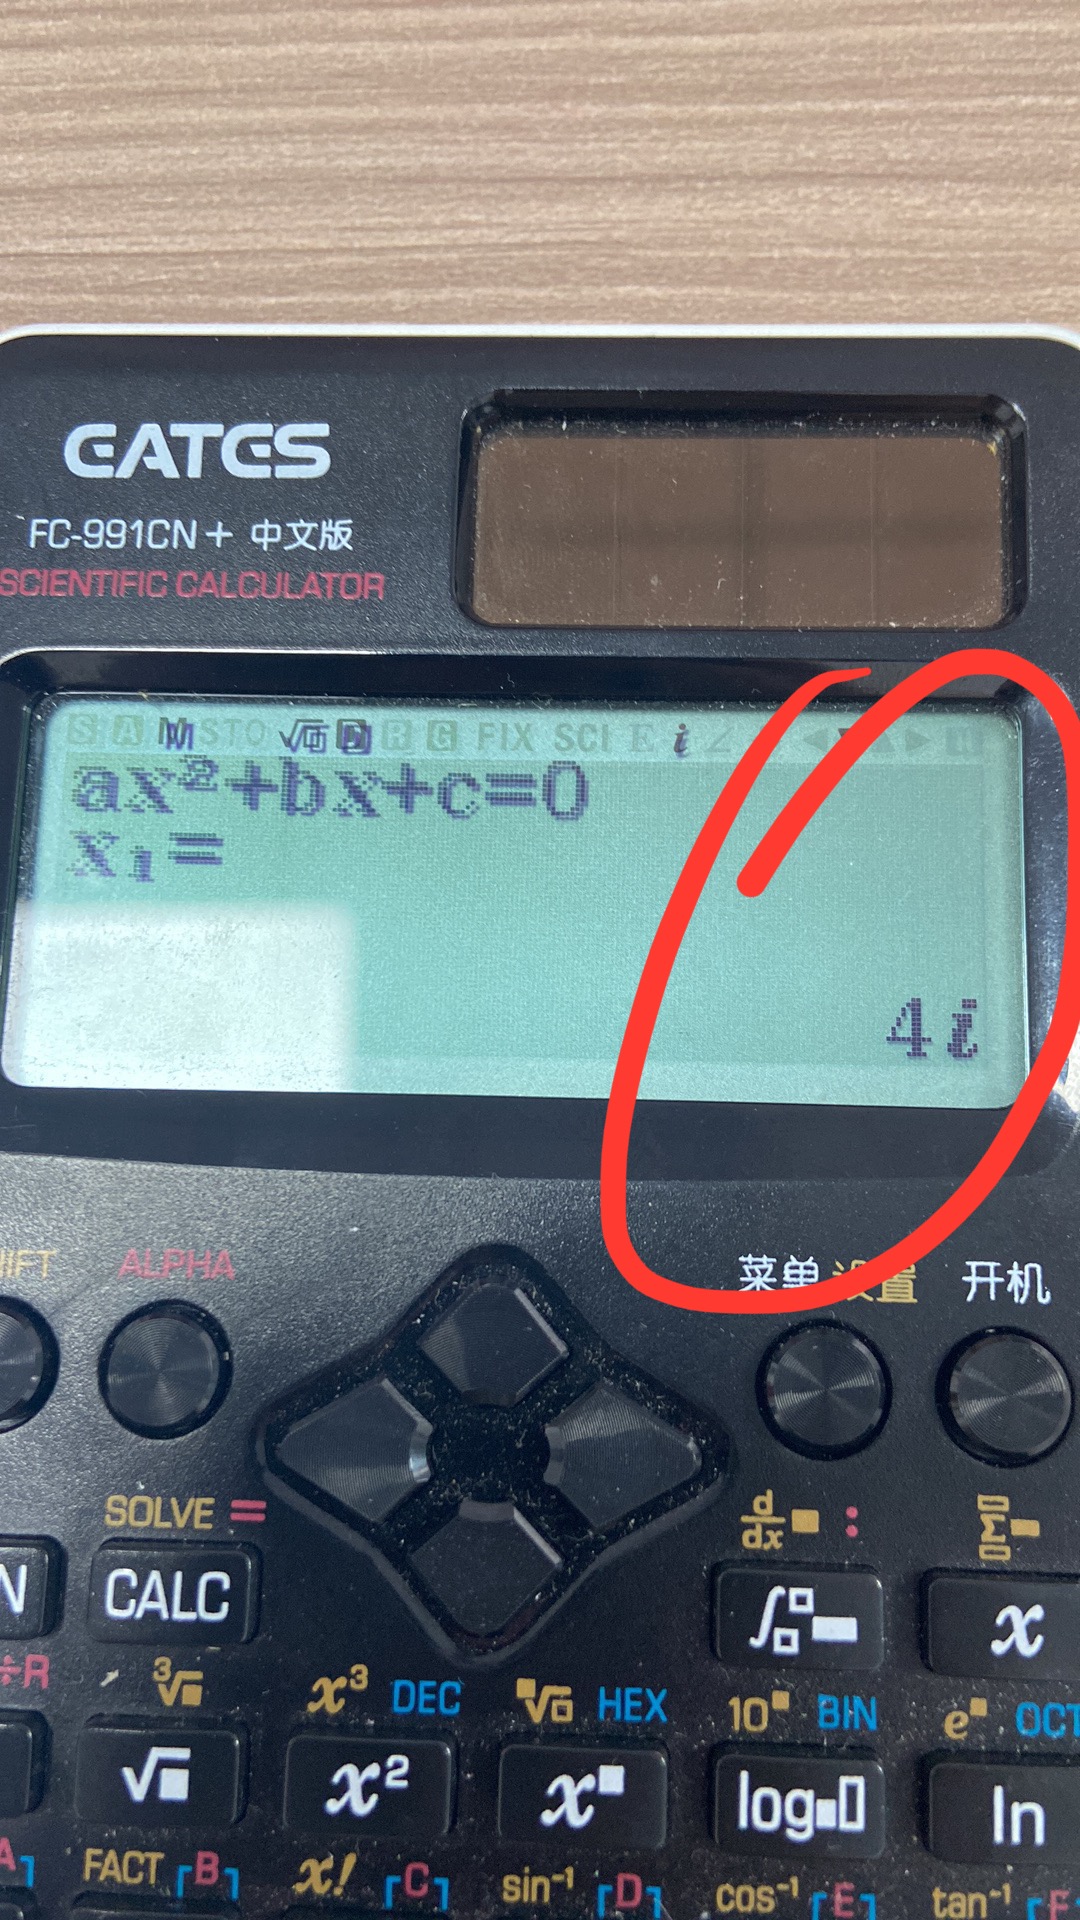 EATES
FC-991CN+ 中文版
SCIENTIFIC CALCULATOR
S A M STO √□ D R G FIX SCI E i ∠
ax²+bx+c=0
x₁=
4i
ALPHA 菜单 设置 开机
SOLVE = d/dx■ : Σ
CALC ∫ x
÷R ³√■ x³ DEC ■√□ HEX 10■ BIN e■ OCT
√■ x² x■ log■□ ln
FACT B x! C sin⁻¹ D cos⁻¹ E tan⁻¹ F